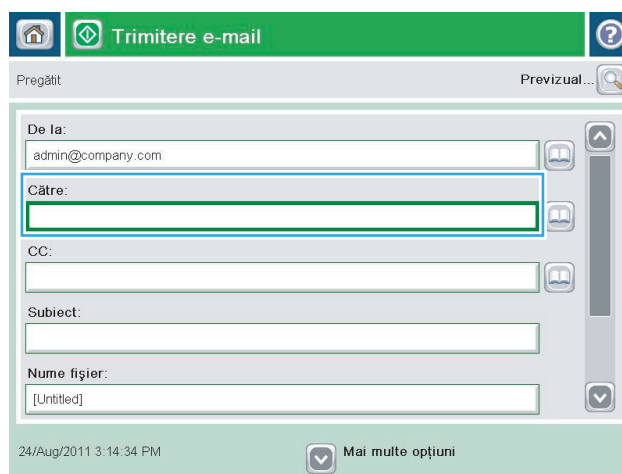 Trimitere e-mail
Pregătit
Previzual...
De la:
admin@company.com
Către:
CC:
Subiect:
Nume fişier:
[Untitled]
24/Aug/2011 3:14:34 PM
Mai multe opţiuni